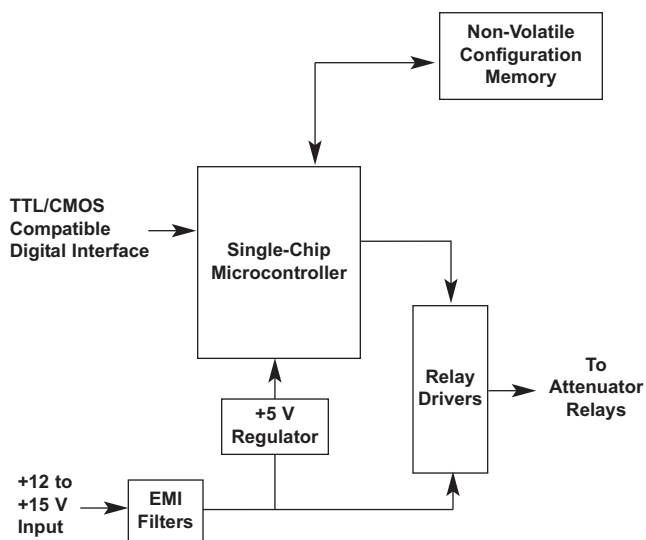 Non-Volatile
Configuration
Memory
TTL/CMOS
Compatible
Digital Interface
Single-Chip
Microcontroller
Relay
Drivers
To
Attenuator
Relays
+5 V
Regulator
+12 to
+15 V
Input
EMI
Filters